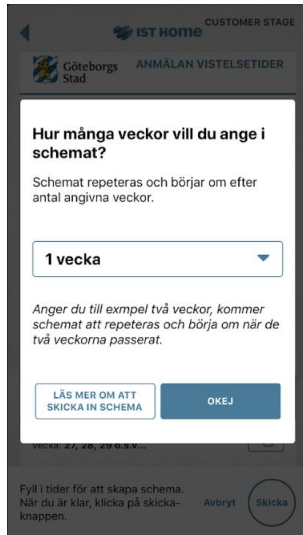 CUSTOMER STAGE
IST HOME
Göteborgs
Stad
ANMÄLAN VISTELSETIDER
Hur många veckor vill du ange i
schemat?
Schemat repeteras och börjar om efter
antal angivna veckor.
1 vecka
Anger du till exmpel två veckor, kommer
schemat att repeteras och börja om när de
två veckorna passerat.
LÄS MER OM ATT
SKICKA IN SCHEMA
OKEJ
vecka: 27, 28, 29 o.s.v...
Fyll i tider för att skapa schema.
När du är klar, klicka på skicka-
knappen.
Avbryt
Skicka